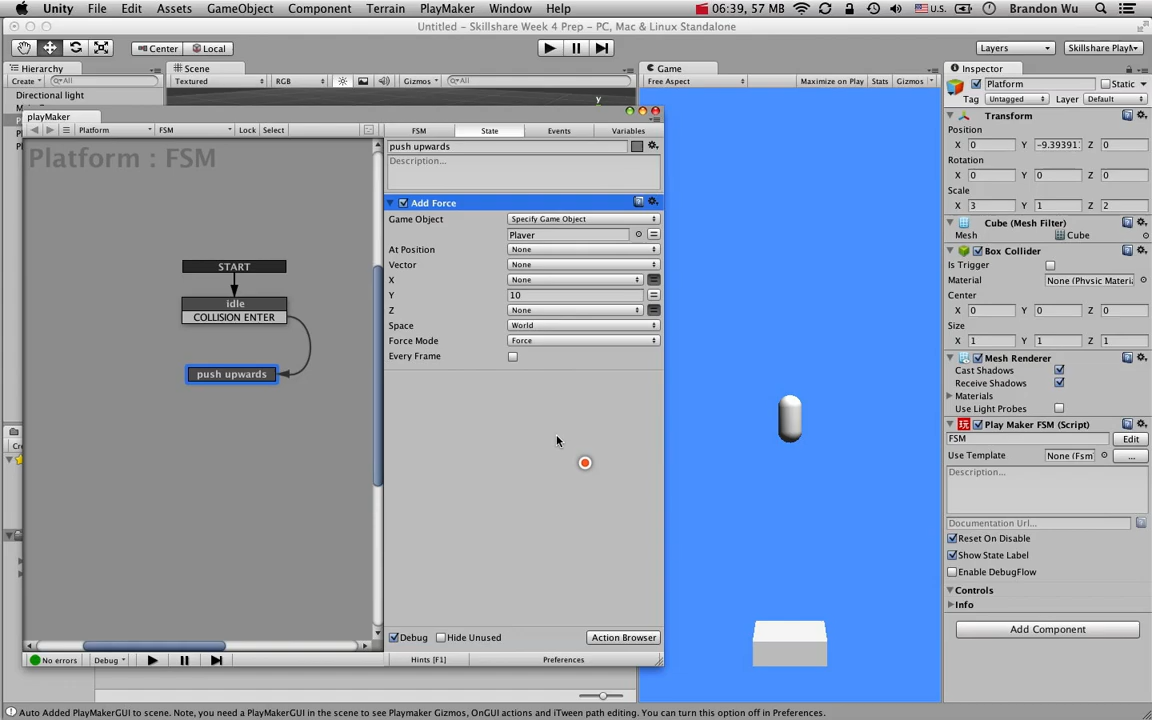 Unity File Edit Assets GameObject Component Terrain PlayMaker Window Help 06:39, 57 MB U.S. Brandon Wu
Untitled - Skillshare Week 4 Prep - PC, Mac & Linux Standalone
Center Local Layers Skillshare PlayM
Hierarchy Scene Game Inspector
Create All Textured RGB Gizmos All Free Aspect Maximize on Play Stats Gizmos Platform Static
Directional light
Tag Untagged Layer Default
y
playMaker
Transform
Platform FSM Lock Select FSM State Events Variables
Position
X 0 Y -9.39391 Z 0
Rotation
X 0 Y 0 Z 0
Scale
X 3 Y 1 Z 2
Platform : FSM
push upwards
Description...
Add Force
Game Object Specify Game Object
Player
At Position None
Vector None
X None
Y 10
Z None
Space World
Force Mode Force
Every Frame
START
idle
COLLISION ENTER
push upwards
Cube (Mesh Filter)
Mesh Cube
Box Collider
Is Trigger
Material None (Physic Materi
Center
X 0 Y 0 Z 0
Size
X 1 Y 1 Z 1
Mesh Renderer
Cast Shadows
Receive Shadows
Materials
Use Light Probes
Play Maker FSM (Script)
FSM Edit
Use Template None (Fsm ...
Description...
Documentation Url...
Reset On Disable
Show State Label
Enable DebugFlow
Controls
Info
Add Component
Debug Hide Unused Action Browser
No errors Debug Hints [F1] Preferences
Auto Added PlayMakerGUI to scene. Note, you need a PlayMakerGUI in the scene to see Playmaker Gizmos, OnGUI actions and iTween path editing. You can turn this option off in Preferences.